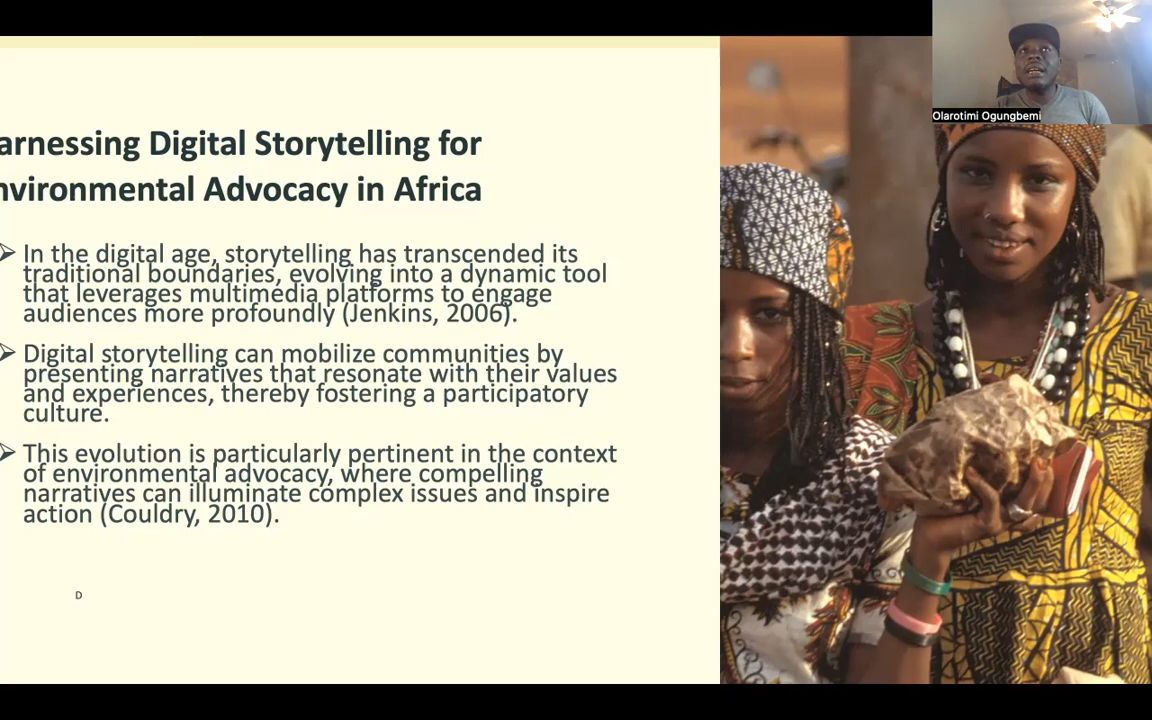 Olarotimi Ogungbemi
arnessing Digital Storytelling for
nvironmental Advocacy in Africa
In the digital age, storytelling has transcended its
traditional boundaries, evolving into a dynamic tool
that leverages multimedia platforms to engage
audiences more profoundly (Jenkins, 2006).
Digital storytelling can mobilize communities by
presenting narratives that resonate with their values
and experiences, thereby fostering a participatory
culture.
This evolution is particularly pertinent in the context
of environmental advocacy, where compelling
narratives can illuminate complex issues and inspire
action (Couldry, 2010).
D